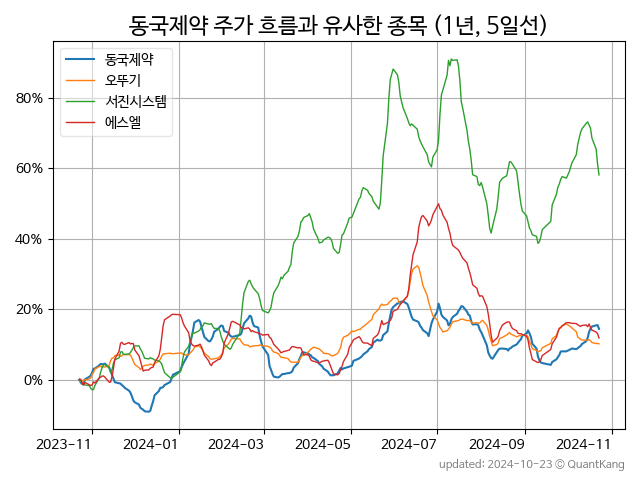 동국제약 주가 흐름과 유사한 종목 (1년, 5일선)
동국제약
오뚜기
서진시스템
에스엘
80%
60%
40%
20%
0%
2023-11 2024-01 2024-03 2024-05 2024-07 2024-09 2024-11
updated: 2024-10-23 © QuantKang